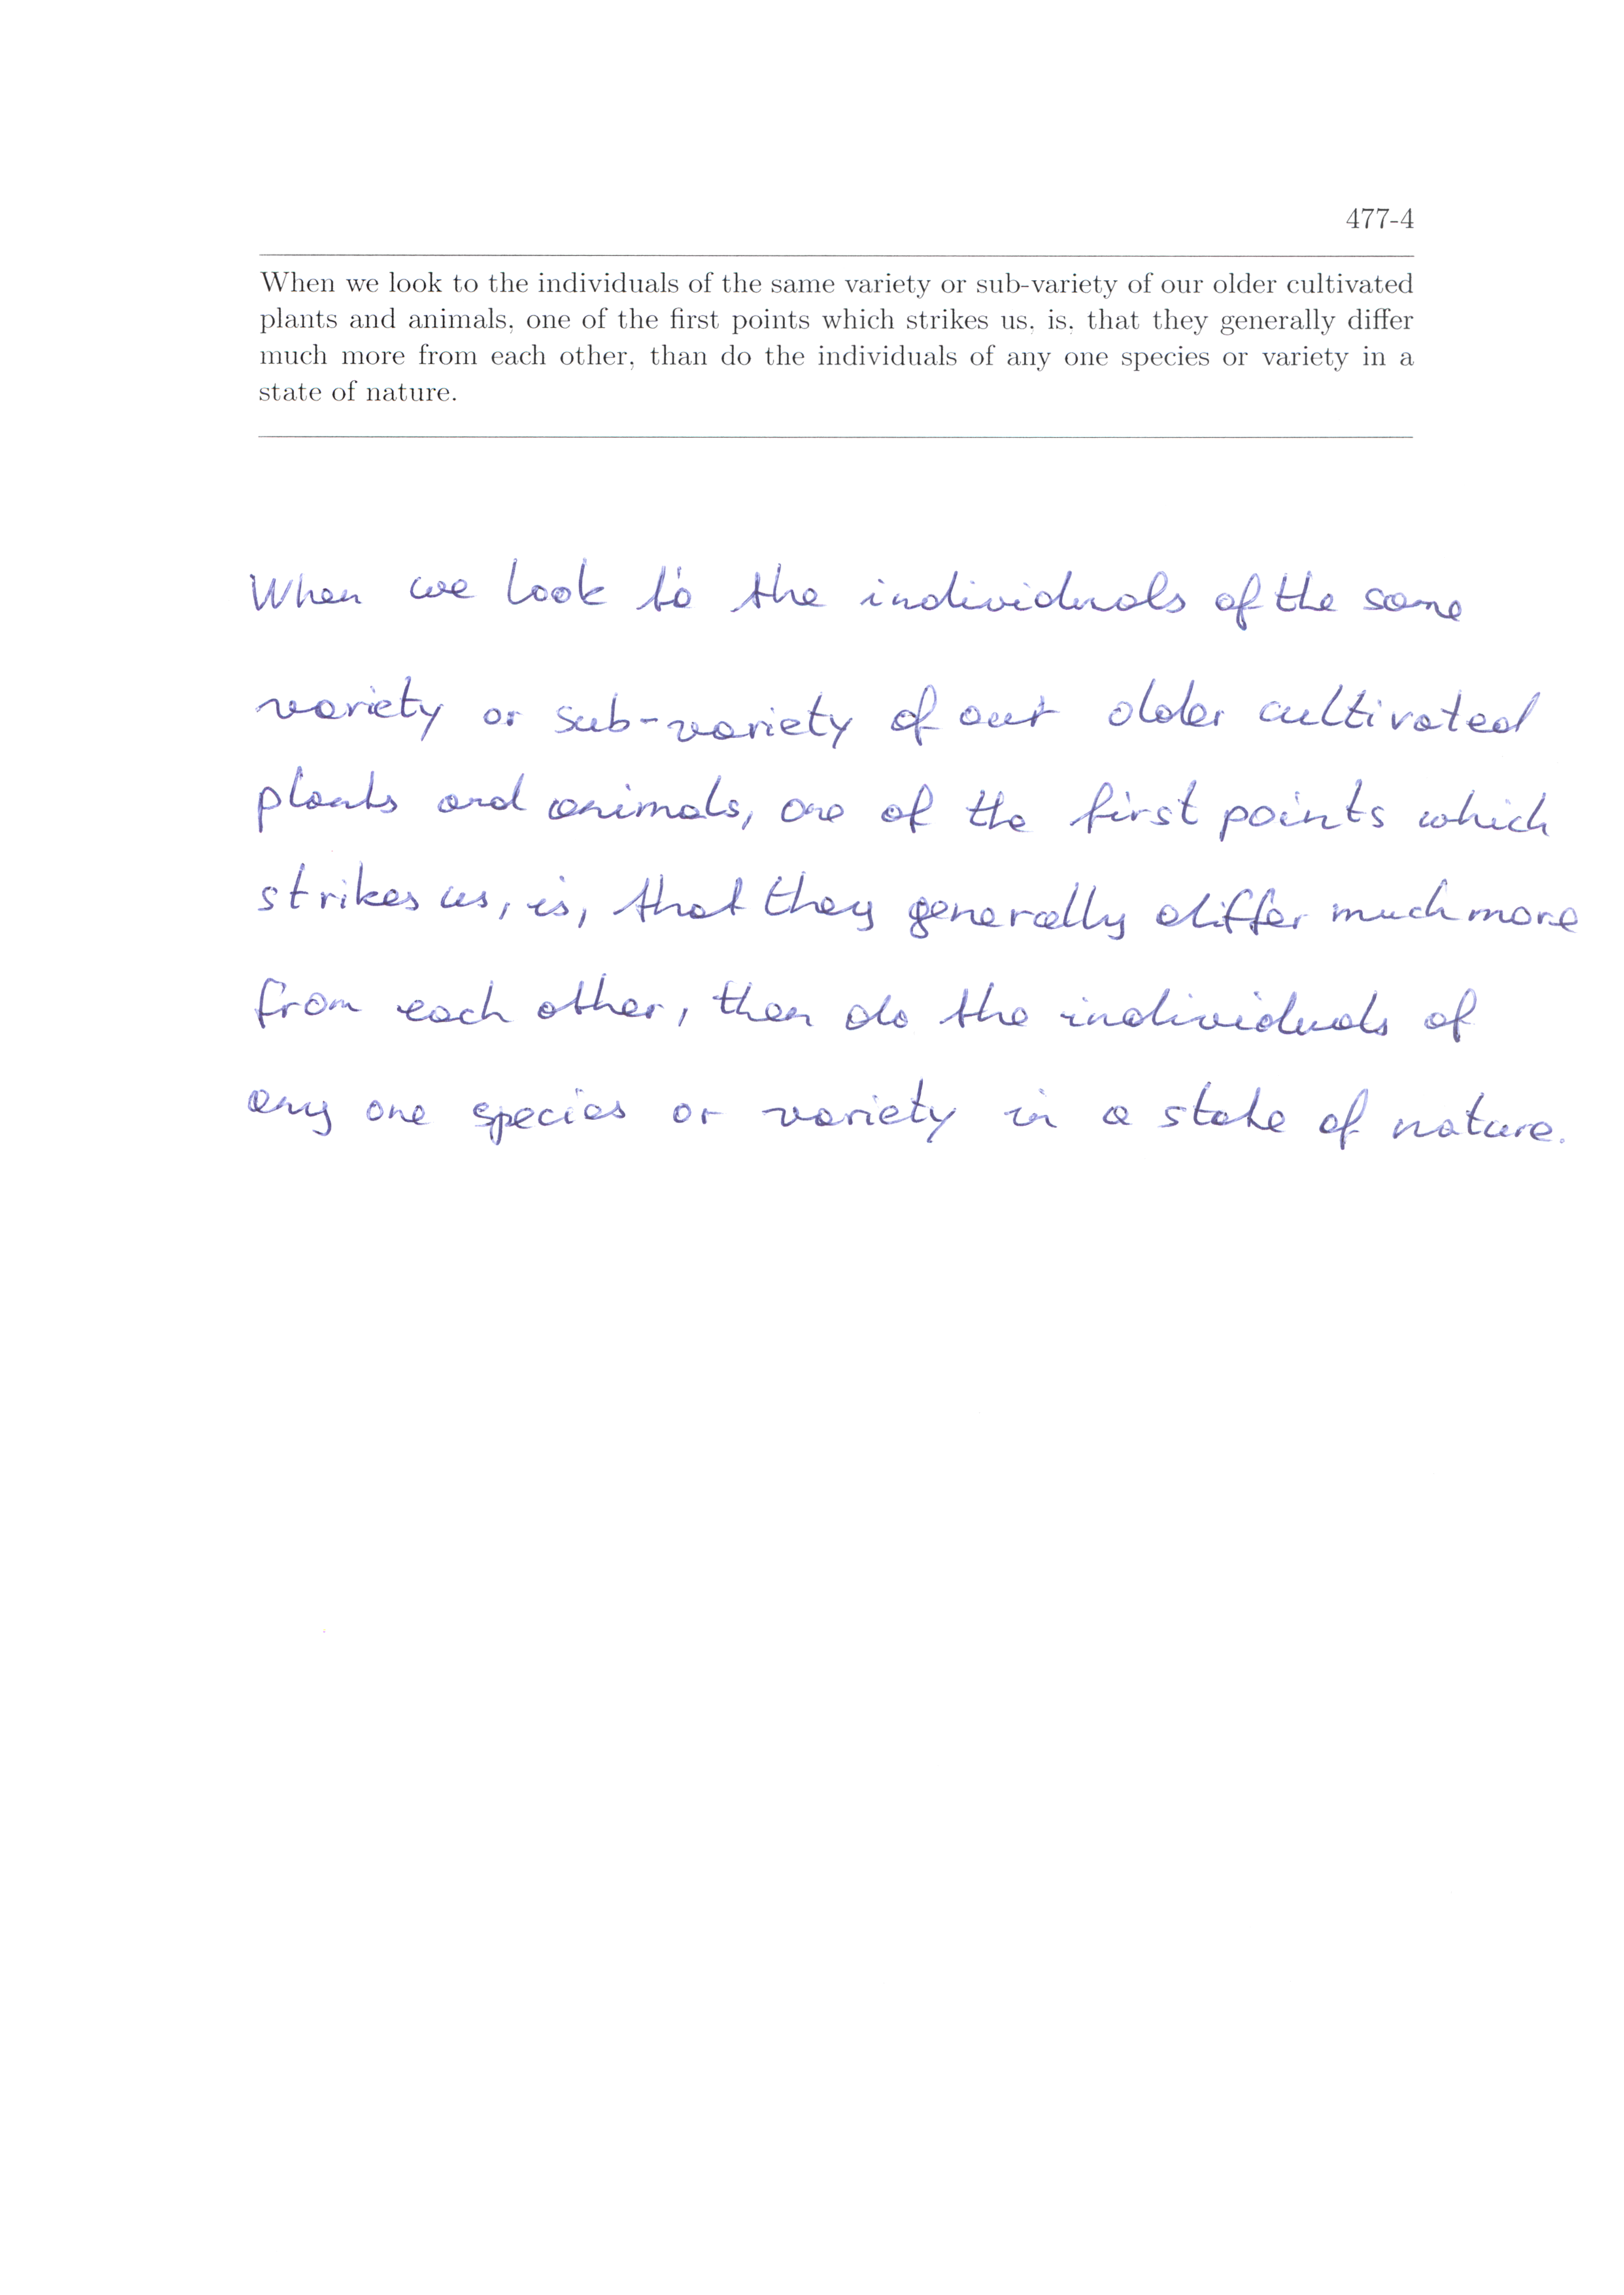 477-4
When we look to the individuals of the same variety or sub-variety of our older cultivated
plants and animals, one of the first points which strikes us, is, that they generally differ
much more from each other, than do the individuals of any one species or variety in a
state of nature.
When we look to the individuals of the same
variety or sub-variety of our older cultivated
plants and animals, one of the first points which
strikes us, is, that they generally differ much more
from each other, than do the individuals of
any one species or variety in a state of nature.